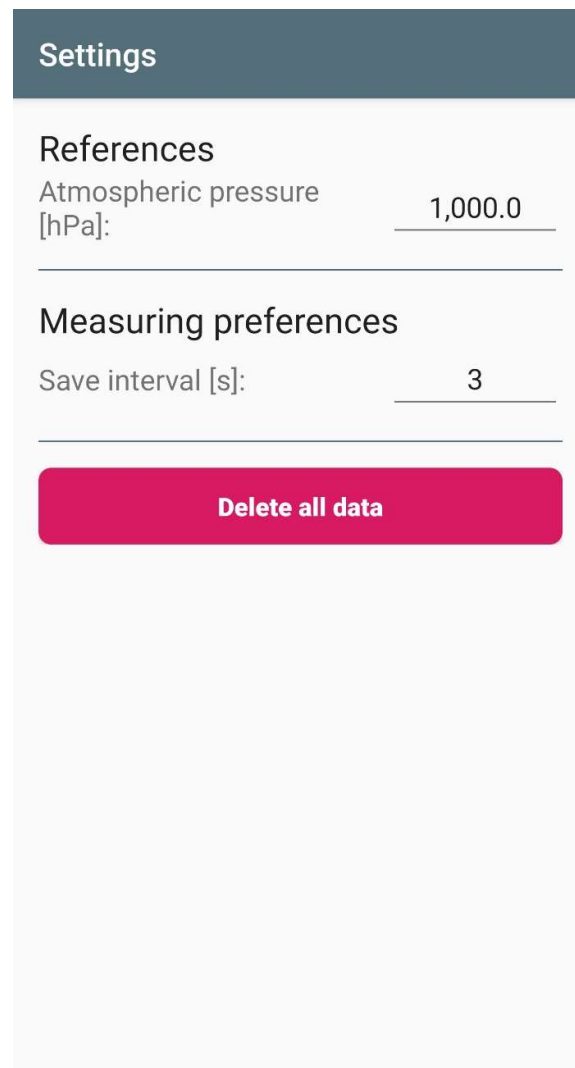 Settings
References
Atmospheric pressure
[hPa]:
1,000.0
Measuring preferences
Save interval [s]:
3
Delete all data